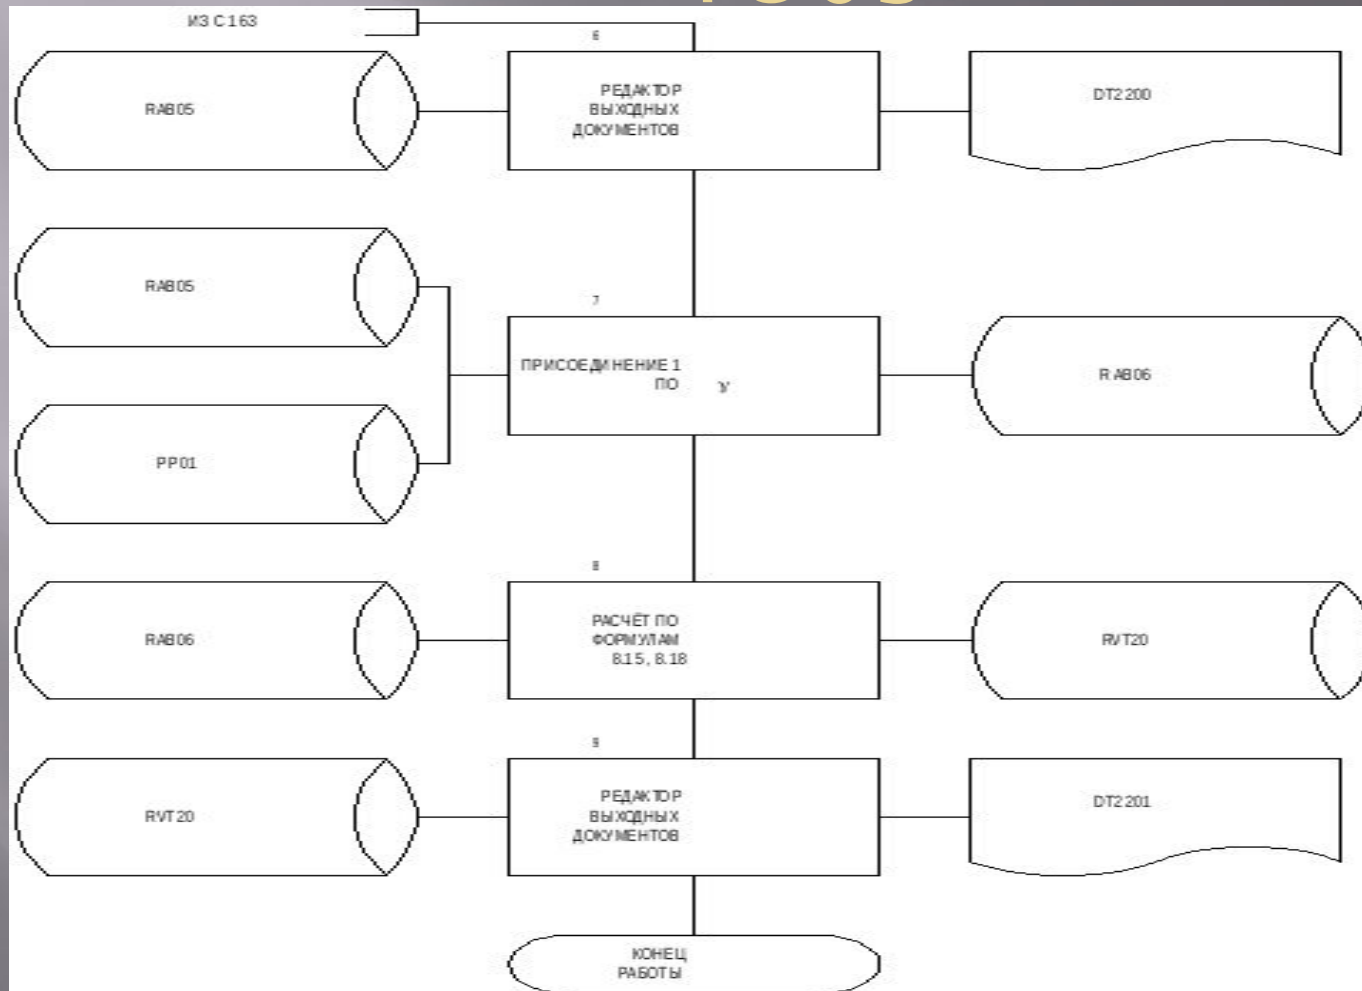 ИЗ С 163
6
RAB05
РЕДАКТОР
ВЫХОДНЫХ
ДОКУМЕНТОВ
DT2200
RAB05
7
ПРИСОЕДИНЕНИЕ 1
ПО
RAB06
PP01
8
RAB06
РАСЧЁТ ПО
ФОРМУЛАМ
8.15, 8.18
RVT20
9
RVT20
РЕДАКТОР
ВЫХОДНЫХ
ДОКУМЕНТОВ
DT2201
КОНЕЦ
РАБОТЫ